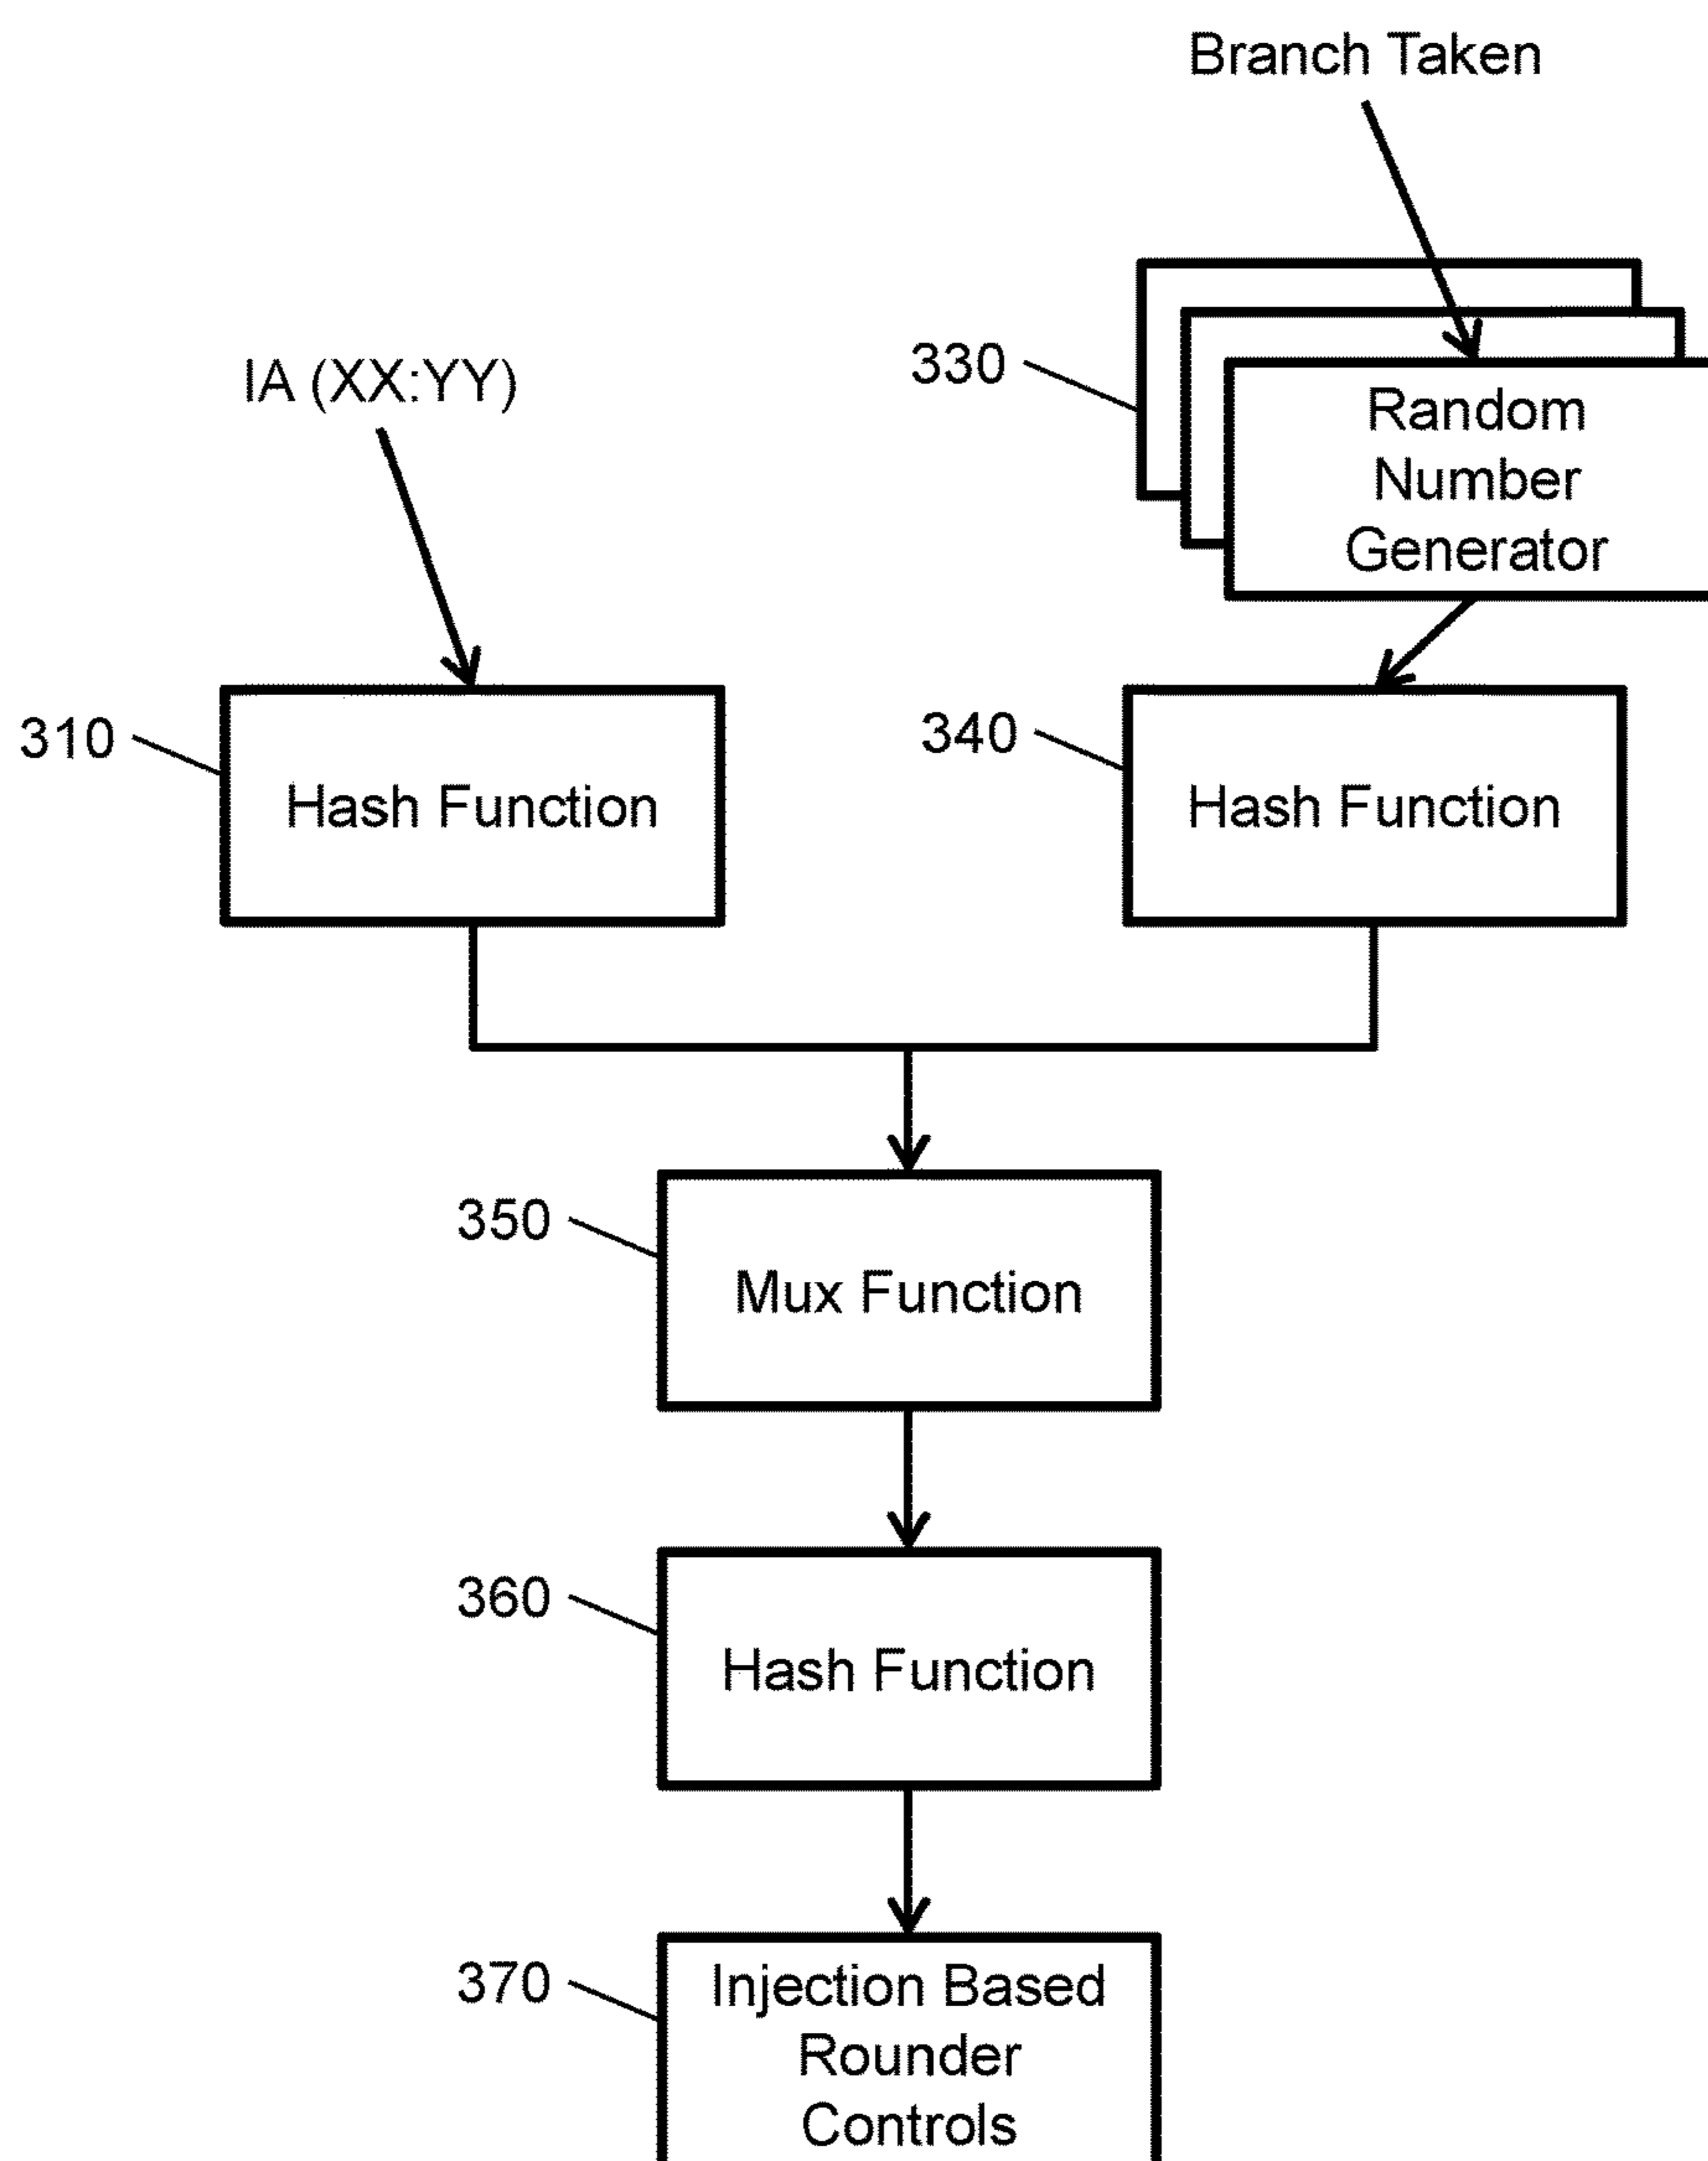 Branch Taken
IA (XX:YY)
330
Random
Number
Generator
310
Hash Function
340
Hash Function
350
Mux Function
360
Hash Function
370
Injection Based
Rounder
Controls